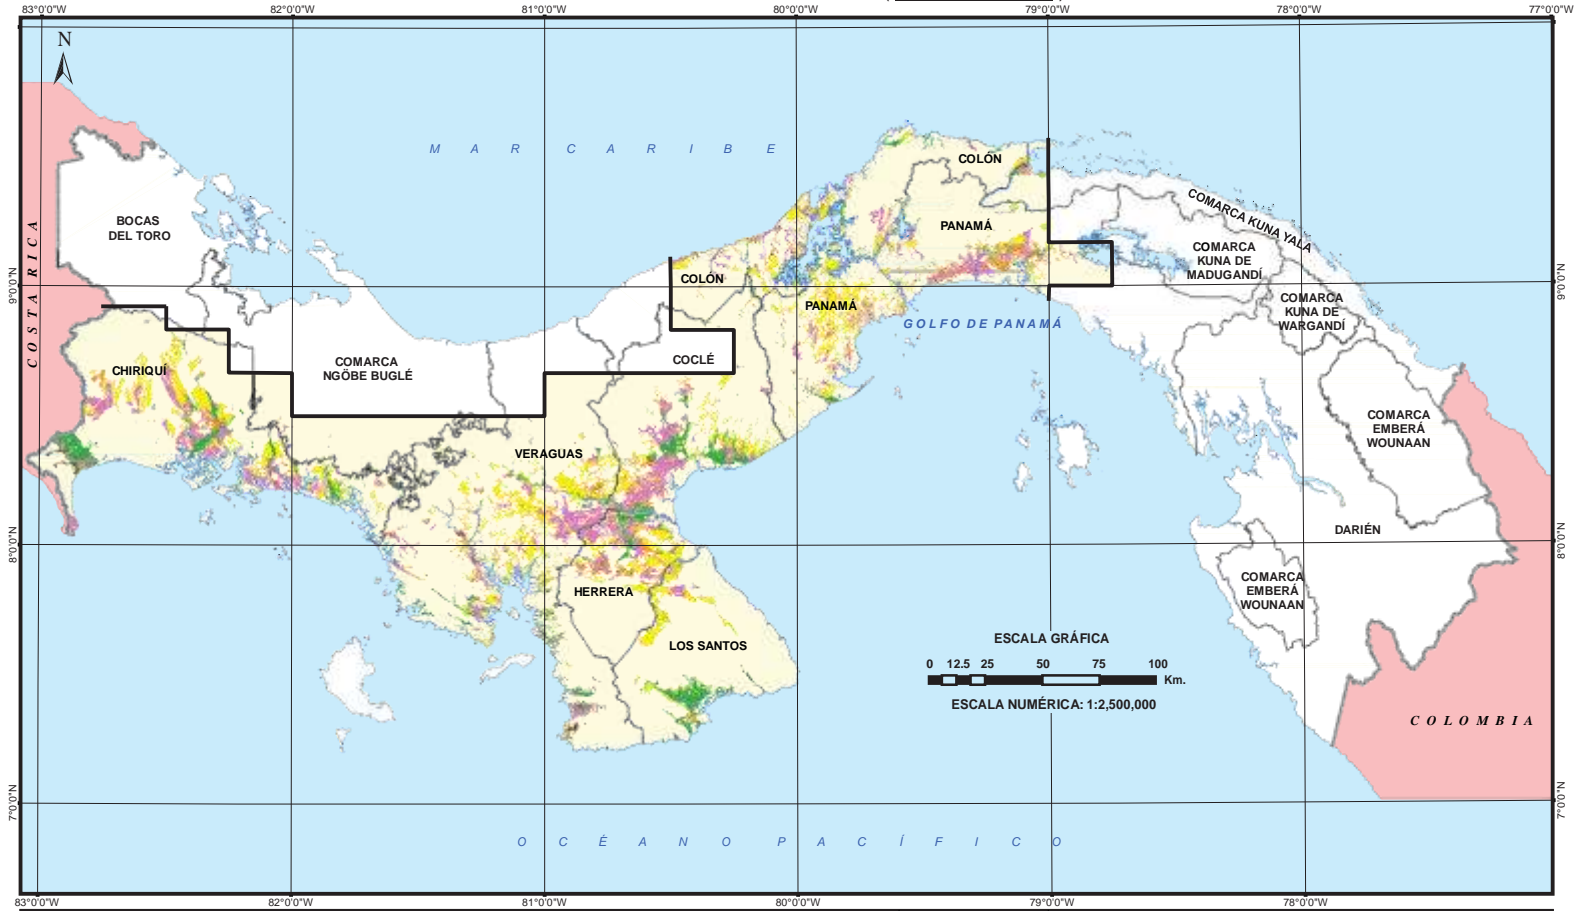 83°0'0"W
82°0'0"W
81°0'0"W
80°0'0"W
79°0'0"W
78°0'0"W
77°0'0"W
N
MAR CARIBE
COLÓN
COSTA RICA
BOCAS
DEL TORO
PANAMÁ
COMARCA KUNA YALA
COMARCA
KUNA DE
MADUGANDÍ
9°0'0"N
COLÓN
9°0'0"N
PANAMÁ
COMARCA
KUNA DE
WARGANDÍ
GOLFO DE PANAMÁ
CHIRIQUÍ
COMARCA
NGÖBE BUGLÉ
COCLÉ
COMARCA
EMBERÁ
WOUNAAN
VERAGUAS
8°0'0"N
DARIÉN
8°0'0"N
HERRERA
COMARCA
EMBERÁ
WOUNAAN
LOS SANTOS
ESCALA GRÁFICA
0 12.5 25 50 75 100
Km.
ESCALA NUMÉRICA: 1:2,500,000
COLOMBIA
7°0'0"N
7°0'0"N
OCÉANO PACÍFICO
83°0'0"W
82°0'0"W
81°0'0"W
80°0'0"W
79°0'0"W
78°0'0"W